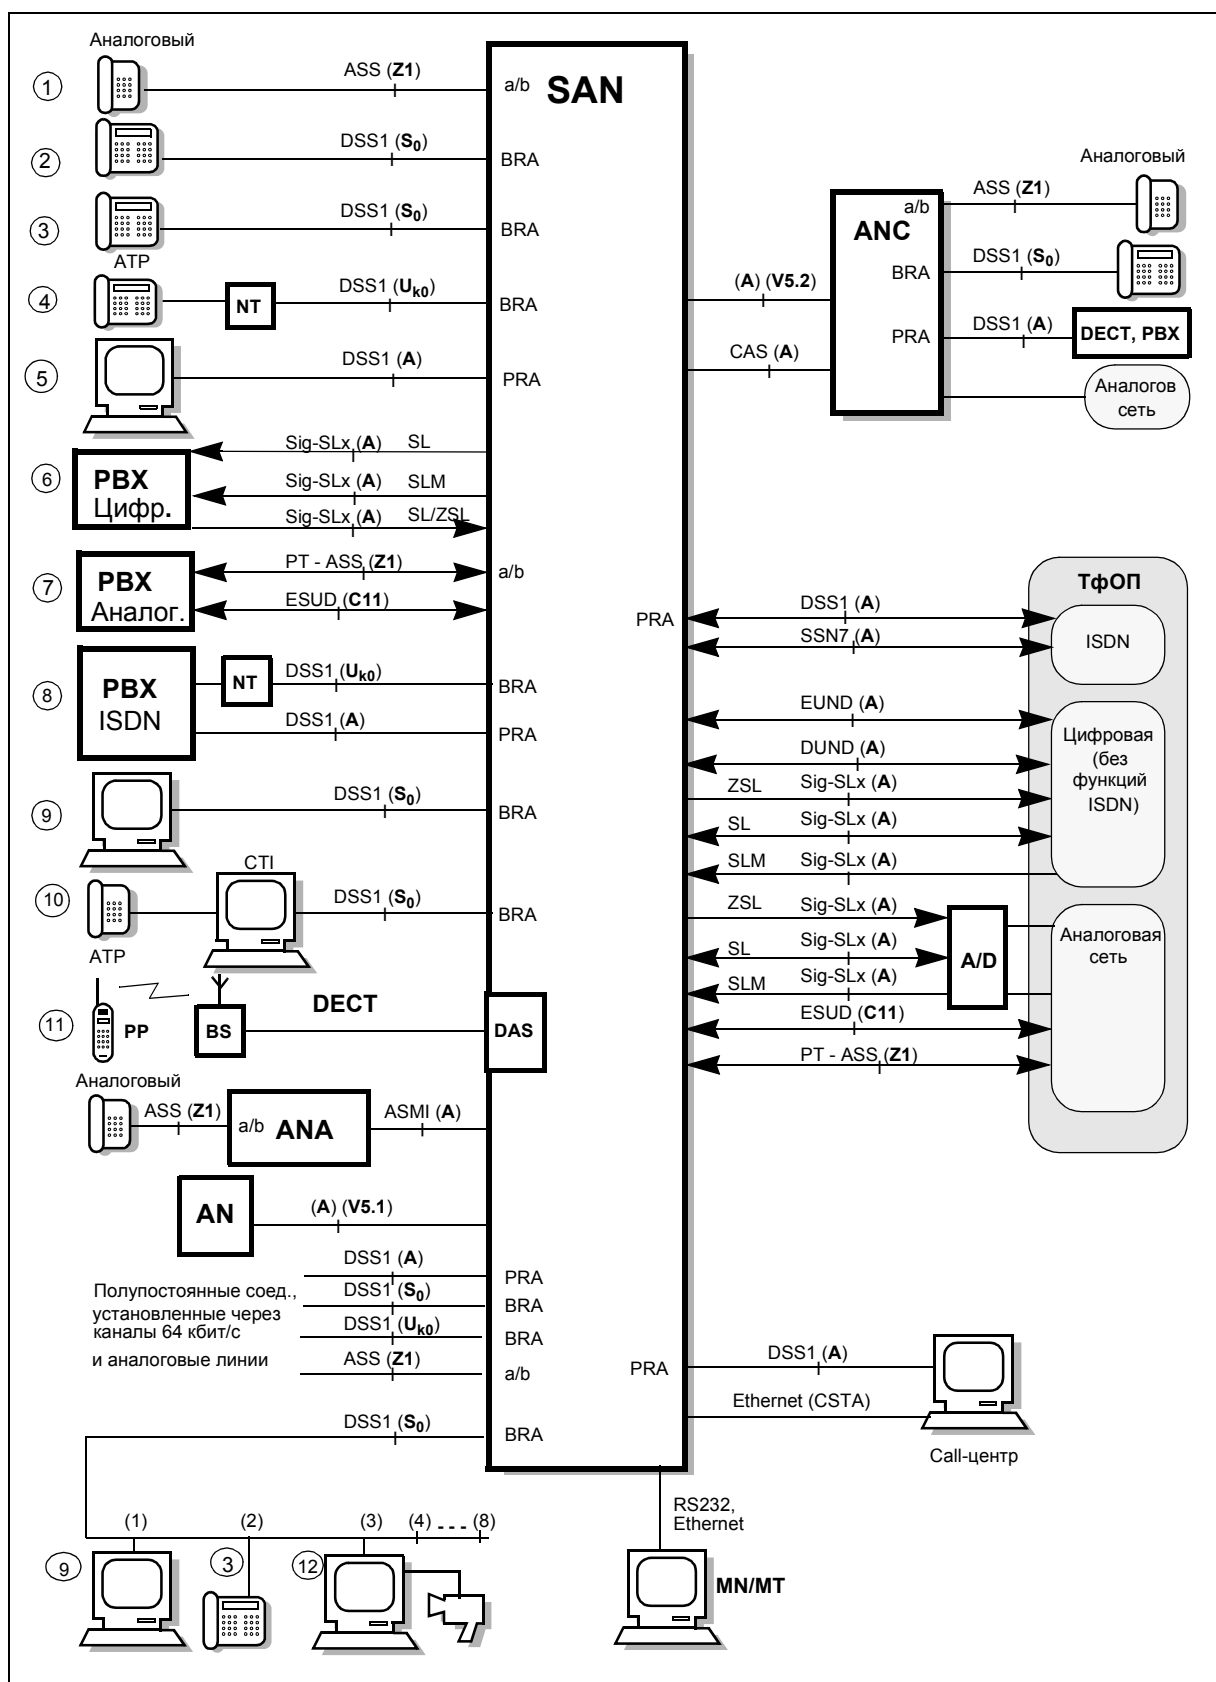 Аналоговый
1
ASS (Z1)
a/b
SAN
2
DSS1 (S0)
BRA
3
DSS1 (S0)
BRA
ATP
4
NT
DSS1 (Uk0)
BRA
5
DSS1 (A)
PRA
6
PBX
Цифр.
Sig-SLx (A) SL
Sig-SLx (A) SLM
Sig-SLx (A) SL/ZSL
7
PBX
Аналог.
PT - ASS (Z1)
a/b
ESUD (C11)
8
PBX
ISDN
NT
DSS1 (Uk0)
BRA
DSS1 (A)
PRA
9
DSS1 (S0)
BRA
10
ATP
CTI
DSS1 (S0)
BRA
11
PP
BS
DECT
DAS
Аналоговый
ASS (Z1)
a/b
ANA
ASMI (A)
AN
(A) (V5.1)
Полупостоянные соед.,
установленные через
каналы 64 кбит/с
и аналоговые линии
DSS1 (A)
PRA
DSS1 (S0)
BRA
DSS1 (Uk0)
BRA
ASS (Z1)
a/b
DSS1 (S0)
BRA
(1)
(2)
(3)
(4) - - - (8)
9
3
12
(A) (V5.2)
CAS (A)
ANC
a/b
BRA
PRA
Аналоговый
ASS (Z1)
DSS1 (S0)
DSS1 (A)
DECT, PBX
Аналогов
сеть
ТфОП
PRA
DSS1 (A)
SSN7 (A)
ISDN
EUND (A)
DUND (A)
ZSL Sig-SLx (A)
SL Sig-SLx (A)
SLM Sig-SLx (A)
Цифровая
(без
функций
ISDN)
ZSL Sig-SLx (A)
SL Sig-SLx (A)
SLM Sig-SLx (A)
A/D
ESUD (C11)
PT - ASS (Z1)
Аналоговая
сеть
PRA
DSS1 (A)
Ethernet (CSTA)
Call-центр
RS232,
Ethernet
MN/MT